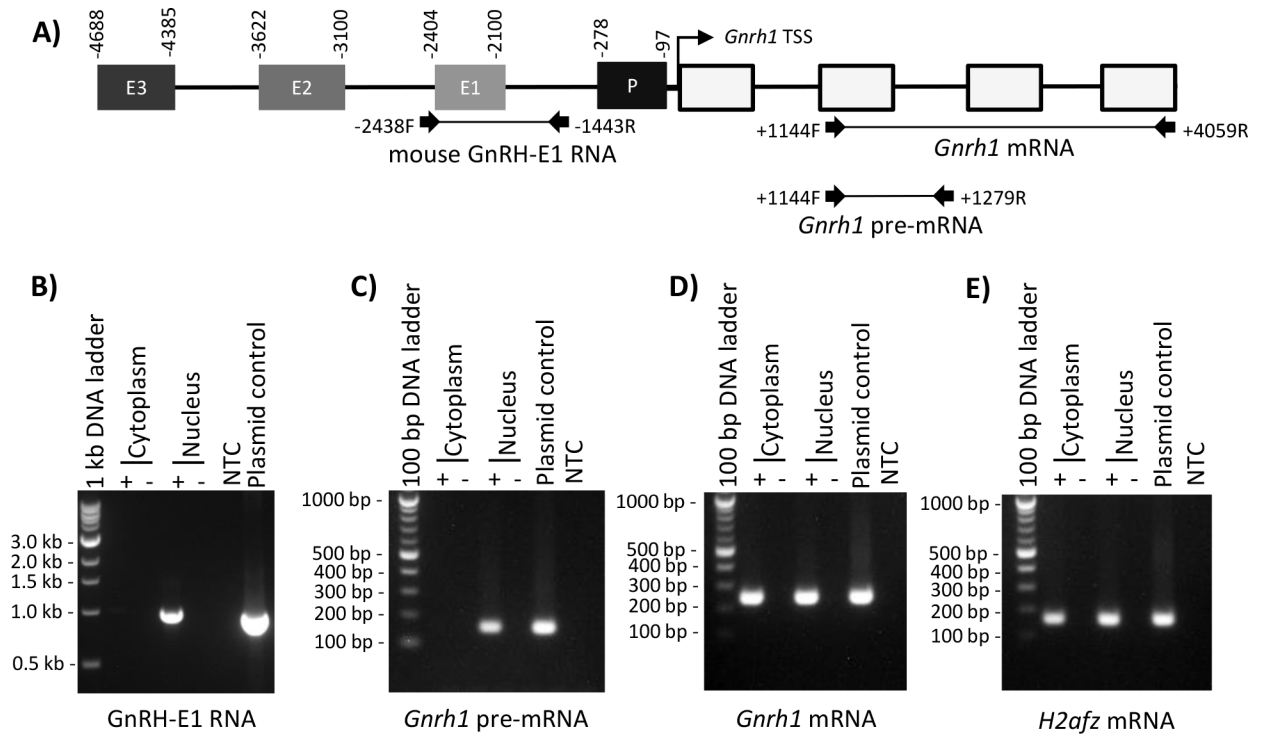 A)
-4688
-4385
-3622
-3100
-2404
-2100
-278
-97
Gnrh1 TSS
E3
E2
E1
P
-2438F
-1443R
mouse GnRH-E1 RNA
+1144F
+4059R
Gnrh1 mRNA
+1144F
+1279R
Gnrh1 pre-mRNA
B)
1 kb DNA ladder
Cytoplasm
Nucleus
NTC
Plasmid control
+ - + -
3.0 kb -
2.0 kb -
1.5 kb -
1.0 kb -
0.5 kb -
GnRH-E1 RNA
C)
100 bp DNA ladder
Cytoplasm
Nucleus
Plasmid control
NTC
+ - + -
1000 bp -
500 bp -
400 bp -
300 bp -
200 bp -
100 bp -
Gnrh1 pre-mRNA
D)
100 bp DNA ladder
Cytoplasm
Nucleus
Plasmid control
NTC
+ - + -
1000 bp -
500 bp -
400 bp -
300 bp -
200 bp -
100 bp -
Gnrh1 mRNA
E)
100 bp DNA ladder
Cytoplasm
Nucleus
Plasmid control
NTC
+ - + -
1000 bp -
500 bp -
400 bp -
300 bp -
200 bp -
100 bp -
H2afz mRNA